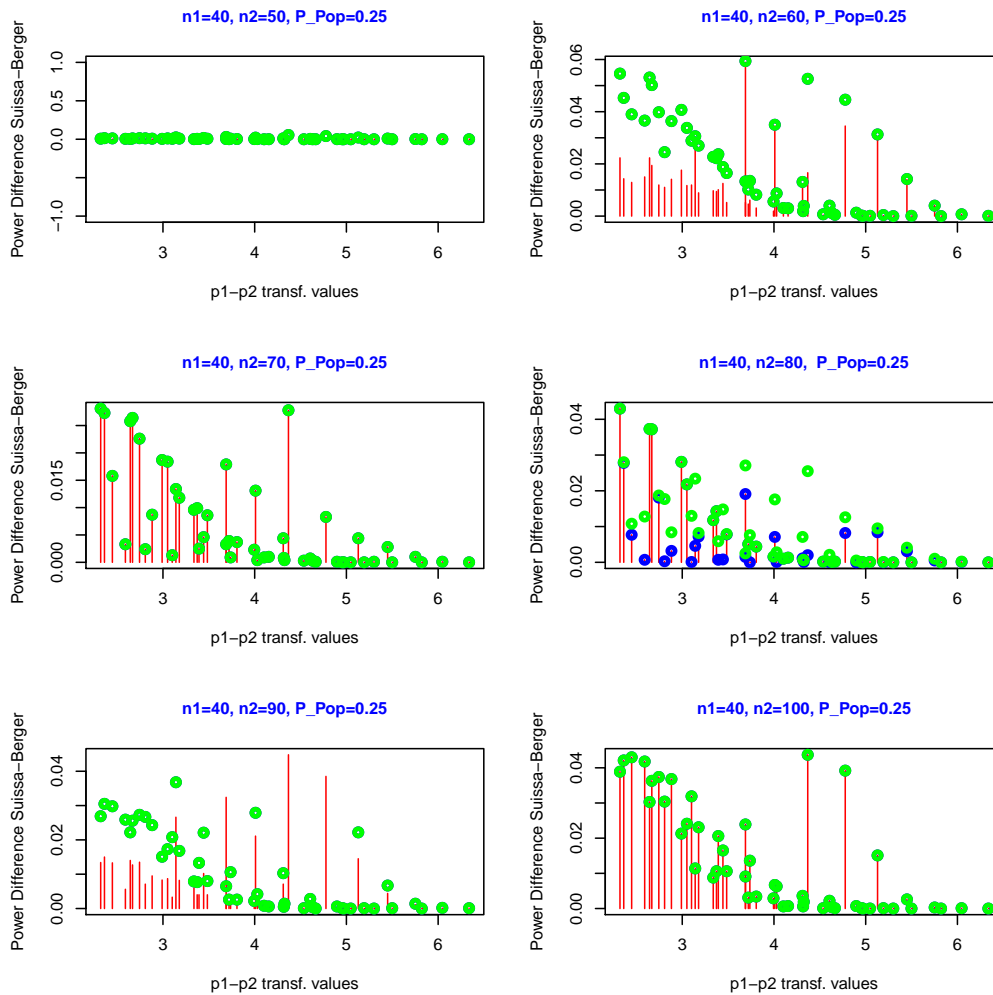 n1=40, n2=50, P_Pop=0.25
Power Difference Suissa−Berger
−1.0
0.0
0.5
1.0
3
4
5
6
p1−p2 transf. values
n1=40, n2=60, P_Pop=0.25
Power Difference Suissa−Berger
0.00
0.02
0.04
0.06
3
4
5
6
p1−p2 transf. values
n1=40, n2=70, P_Pop=0.25
Power Difference Suissa−Berger
0.000
0.015
3
4
5
6
p1−p2 transf. values
n1=40, n2=80, P_Pop=0.25
Power Difference Suissa−Berger
0.00
0.02
0.04
3
4
5
6
p1−p2 transf. values
n1=40, n2=90, P_Pop=0.25
Power Difference Suissa−Berger
0.00
0.02
0.04
3
4
5
6
p1−p2 transf. values
n1=40, n2=100, P_Pop=0.25
Power Difference Suissa−Berger
0.00
0.02
0.04
3
4
5
6
p1−p2 transf. values